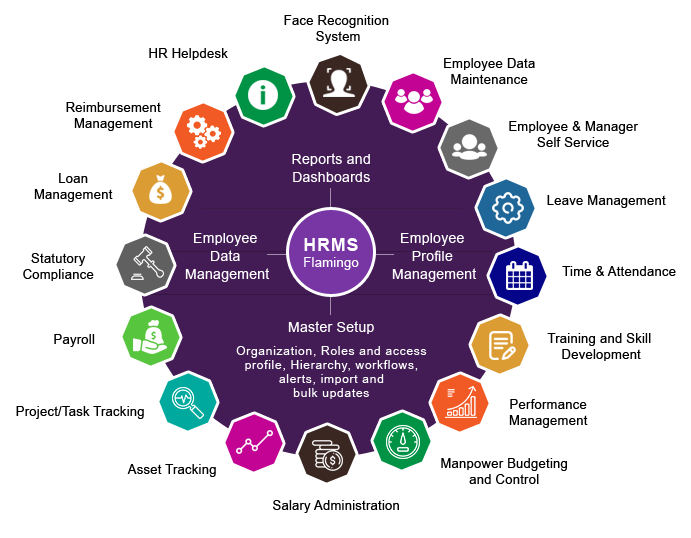 Face Recognition
System
HR Helpdesk
Employee Data
Maintenance
Reimbursement
Management
Employee & Manager
Self Service
Loan
Management
Leave Management
Statutory
Compliance
Time & Attendance
Payroll
Training and Skill
Development
Project/Task Tracking
Performance
Management
Asset Tracking
Manpower Budgeting
and Control
Salary Administration
Reports and
Dashboards
Employee
Data
Management
HRMS
Flamingo
Employee
Profile
Management
Master Setup
Organization, Roles and access
profile, Hierarchy, workflows,
alerts, import and
bulk updates